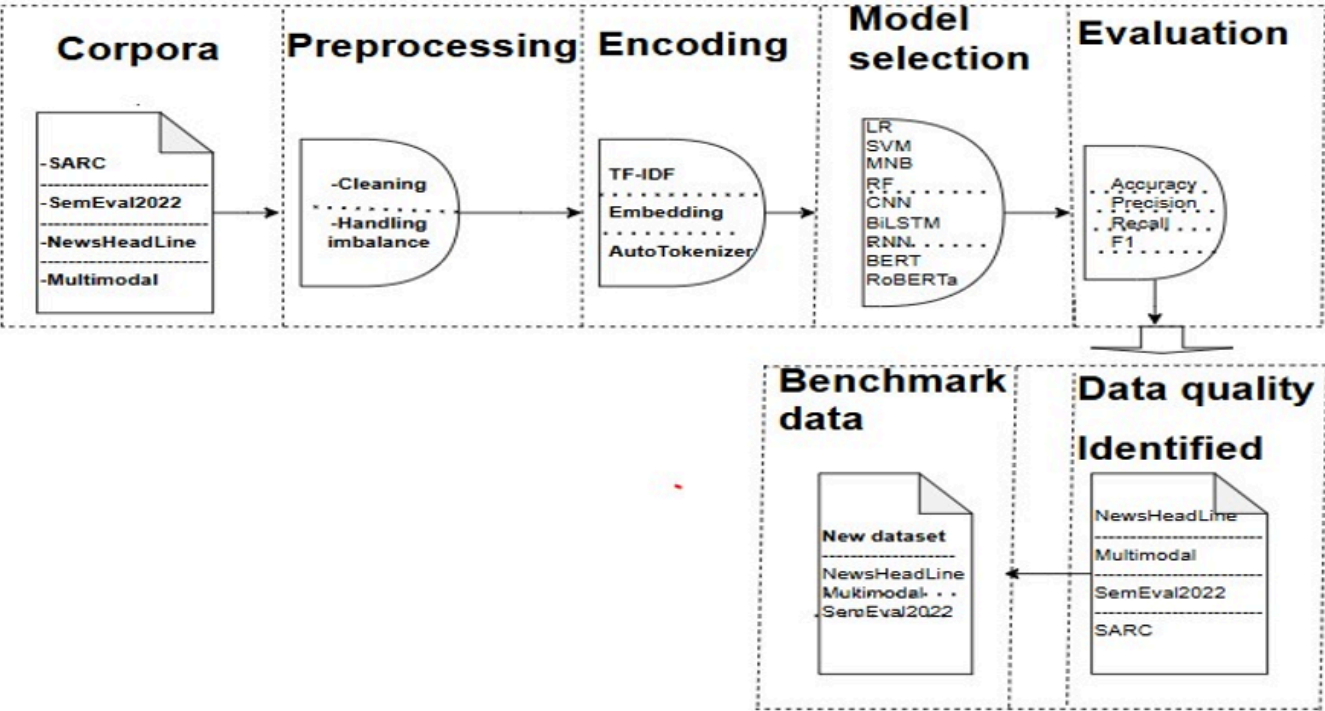 Corpora
-SARC
-SemEval2022
-NewsHeadLine
-Multimodal
Preprocessing
-Cleaning
-Handling
imbalance
Encoding
TF-IDF
Embedding
AutoTokenizer
Model
selection
LR
SVM
MNB
RF
CNN
BiLSTM
RNN
BERT
RoBERTa
Evaluation
Accuracy
Precision
Recall
F1
Benchmark
data
New dataset
NewsHeadLine
Mukimodal
SemEval2022
Data quality
Identified
NewsHeadLine
Multimodal
SemEval2022
SARC